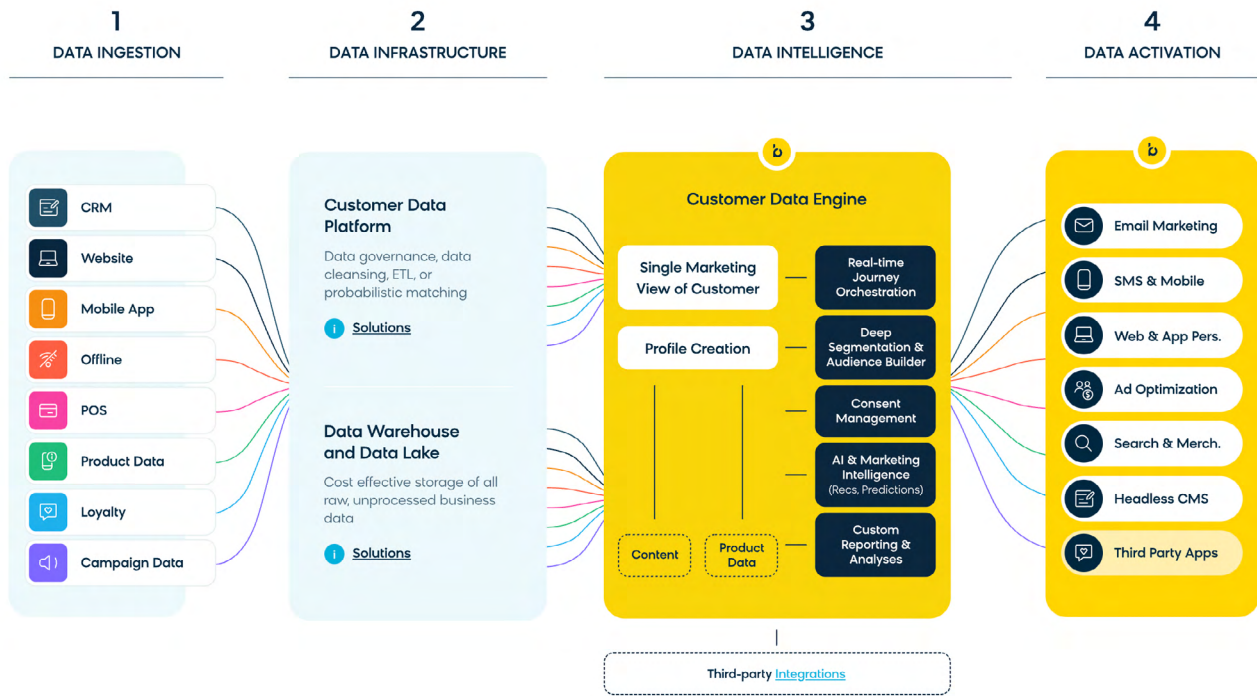 1
DATA INGESTION
2
DATA INFRASTRUCTURE
3
DATA INTELLIGENCE
4
DATA ACTIVATION
CRM
Website
Mobile App
Offline
POS
Product Data
Loyalty
Campaign Data
Customer Data
Platform
Data governance, data
cleansing, ETL, or
probabilistic matching
i Solutions
Data Warehouse
and Data Lake
Cost effective storage of all
raw, unprocessed business
data
i Solutions
b
Customer Data Engine
Single Marketing
View of Customer
Profile Creation
Content
Product
Data
Real-time
Journey
Orchestration
Deep
Segmentation &
Audience Builder
Consent
Management
AI & Marketing
Intelligence
(Recs, Predictions)
Custom
Reporting &
Analyses
Third-party Integrations
b
Email Marketing
SMS & Mobile
Web & App Pers.
Ad Optimization
Search & Merch.
Headless CMS
Third Party Apps